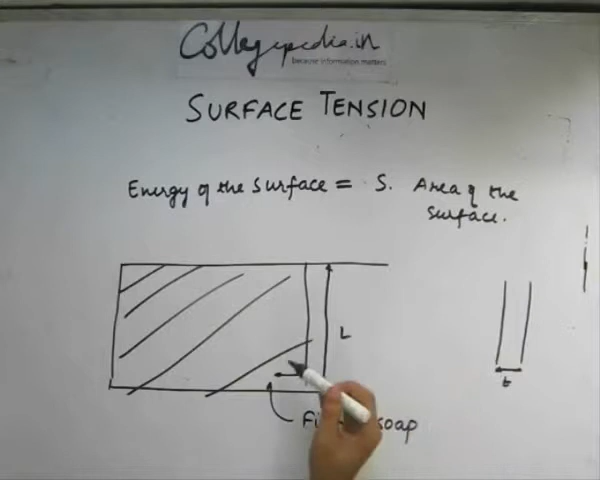 Collegepedia.in
because information matters
SURFACE TENSION
Energy of the surface = S. Area of the
surface.
L
t
soap